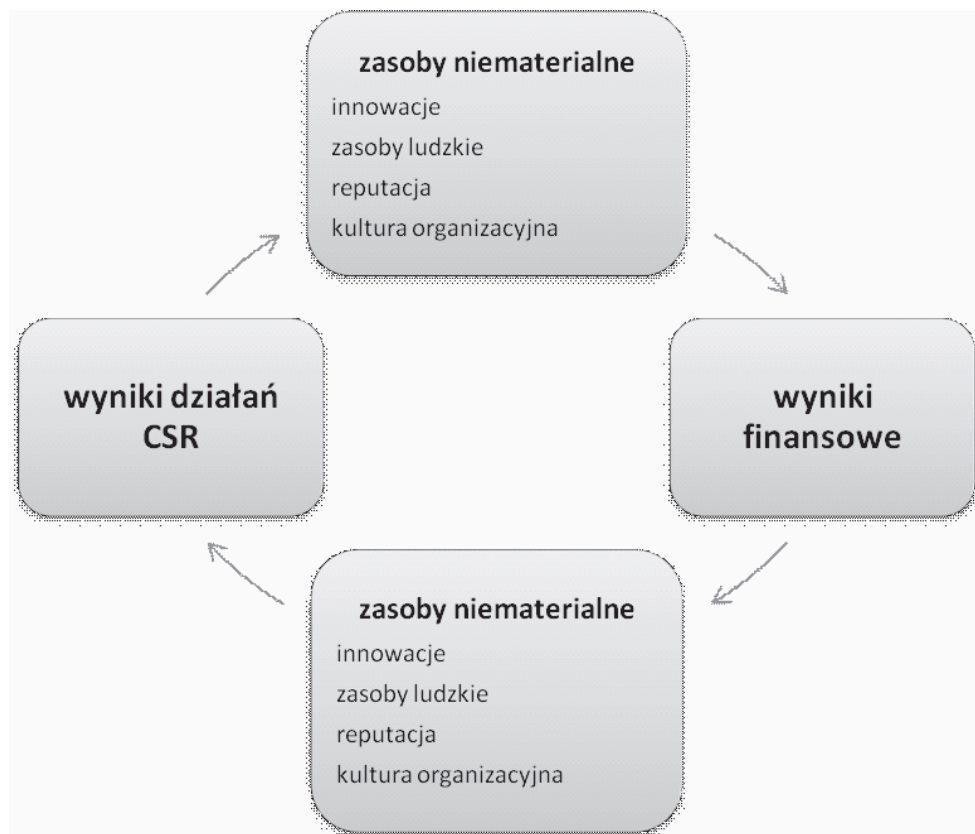 zasoby niematerialne
innowacje
zasoby ludzkie
reputacja
kultura organizacyjna
wyniki działań
CSR
wyniki
finansowe
zasoby niematerialne
innowacje
zasoby ludzkie
reputacja
kultura organizacyjna